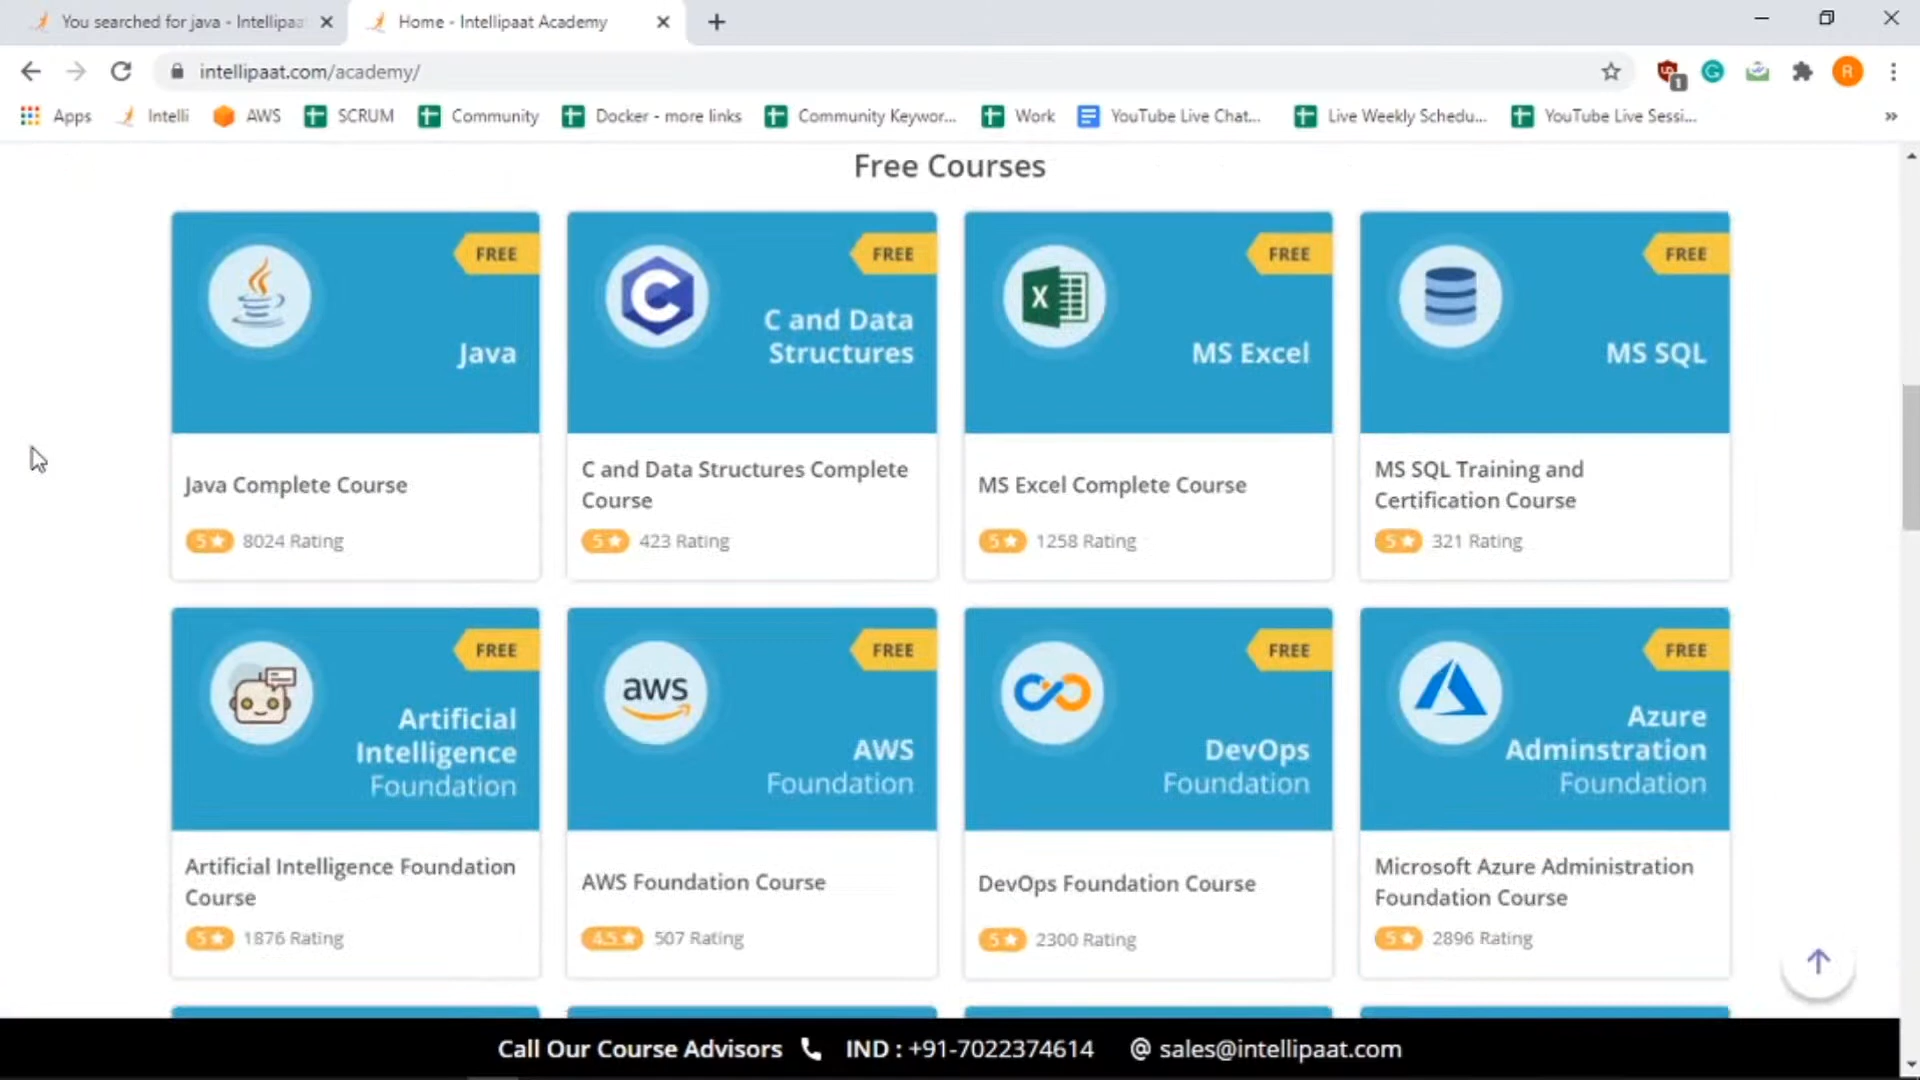 You searched for java - Intellipaa
Home - Intellipaat Academy
intellipaat.com/academy/
1
R
Apps
Intelli
AWS
SCRUM
Community
Docker - more links
Community Keywor...
Work
YouTube Live Chat...
Live Weekly Schedu...
YouTube Live Sessi...
»
Free Courses
FREE
Java
Java Complete Course
5★ 8024 Rating
FREE
C and Data
Structures
C and Data Structures Complete
Course
5★ 423 Rating
FREE
X
MS Excel
MS Excel Complete Course
5★ 1258 Rating
FREE
MS SQL
MS SQL Training and
Certification Course
5★ 321 Rating
FREE
Artificial
Intelligence
Foundation
Artificial Intelligence Foundation
Course
5★ 1876 Rating
FREE
aws
AWS
Foundation
AWS Foundation Course
4.5★ 507 Rating
FREE
DevOps
Foundation
DevOps Foundation Course
5★ 2300 Rating
FREE
Azure
Adminstration
Foundation
Microsoft Azure Administration
Foundation Course
5★ 2896 Rating
Call Our Course Advisors IND : +91-7022374614 @ sales@intellipaat.com